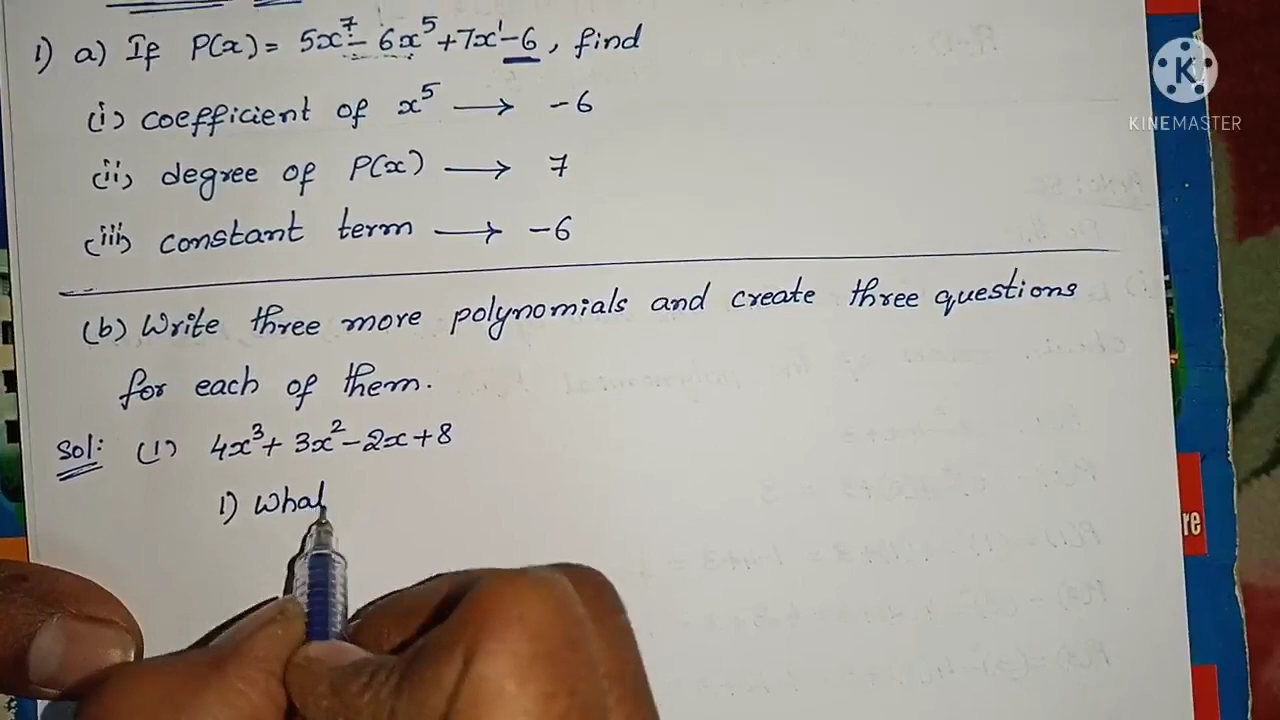 1) a) If P(x) = 5x⁷ - 6x⁵ + 7x¹ - 6, find
(i) coefficient of x⁵ → -6
(ii) degree of P(x) → 7
(iii) constant term → -6
(b) Write three more polynomials and create three questions
for each of them.
Sol: (1) 4x³ + 3x² - 2x + 8
1) What
K
KINEMASTER
re